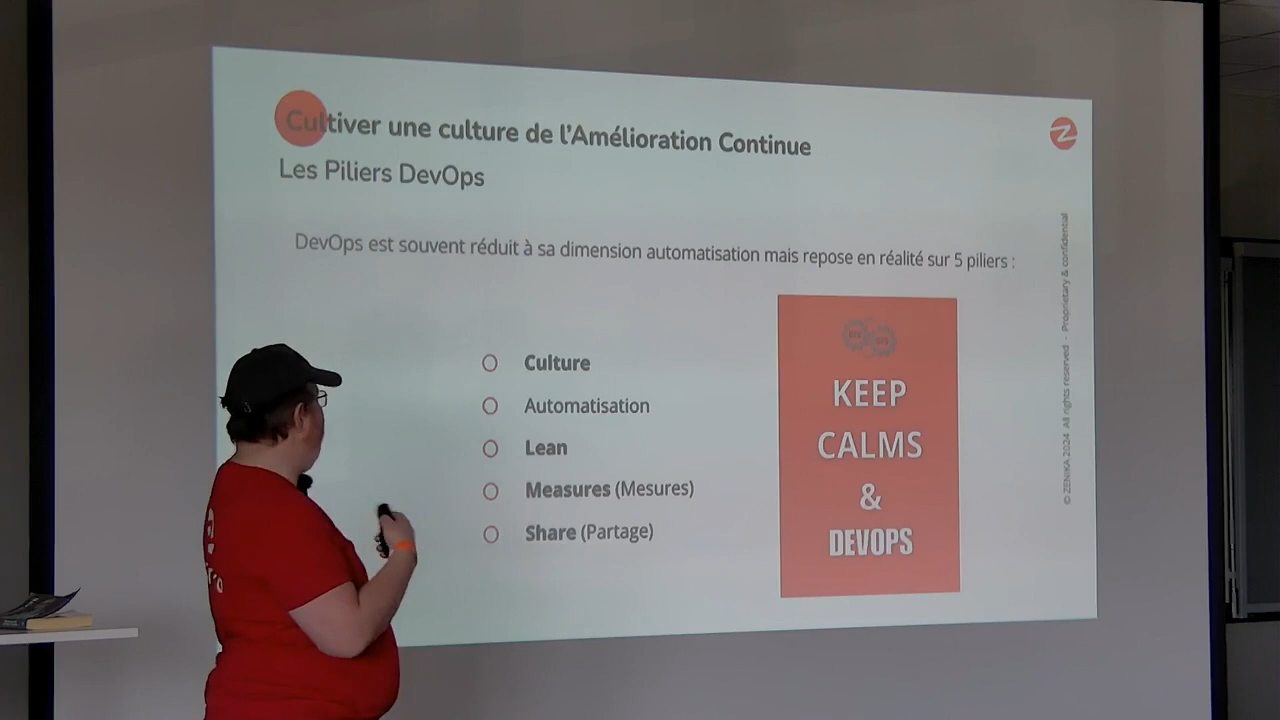 Cultiver une culture de l'Amélioration Continue
Les Piliers DevOps
DevOps est souvent réduit à sa dimension automatisation mais repose en réalité sur 5 piliers :
Culture
Automatisation
Lean
Measures (Mesures)
Share (Partage)
DEV OPS
KEEP
CALMS
&
DEVOPS
© ZENIKA 2024 All rights reserved - Proprietary & confidential